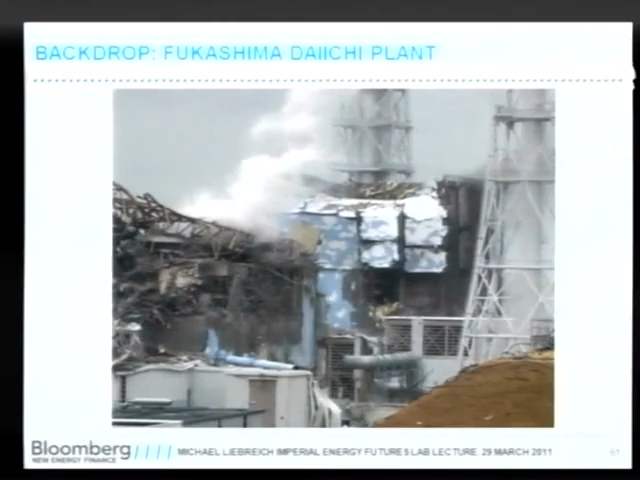 BACKDROP: FUKASHIMA DAIICHI PLANT
Bloomberg
NEW ENERGY FINANCE
//// MICHAEL LIEBREICH IMPERIAL ENERGY FUTURES LAB LECTURE. 29 MARCH 2011